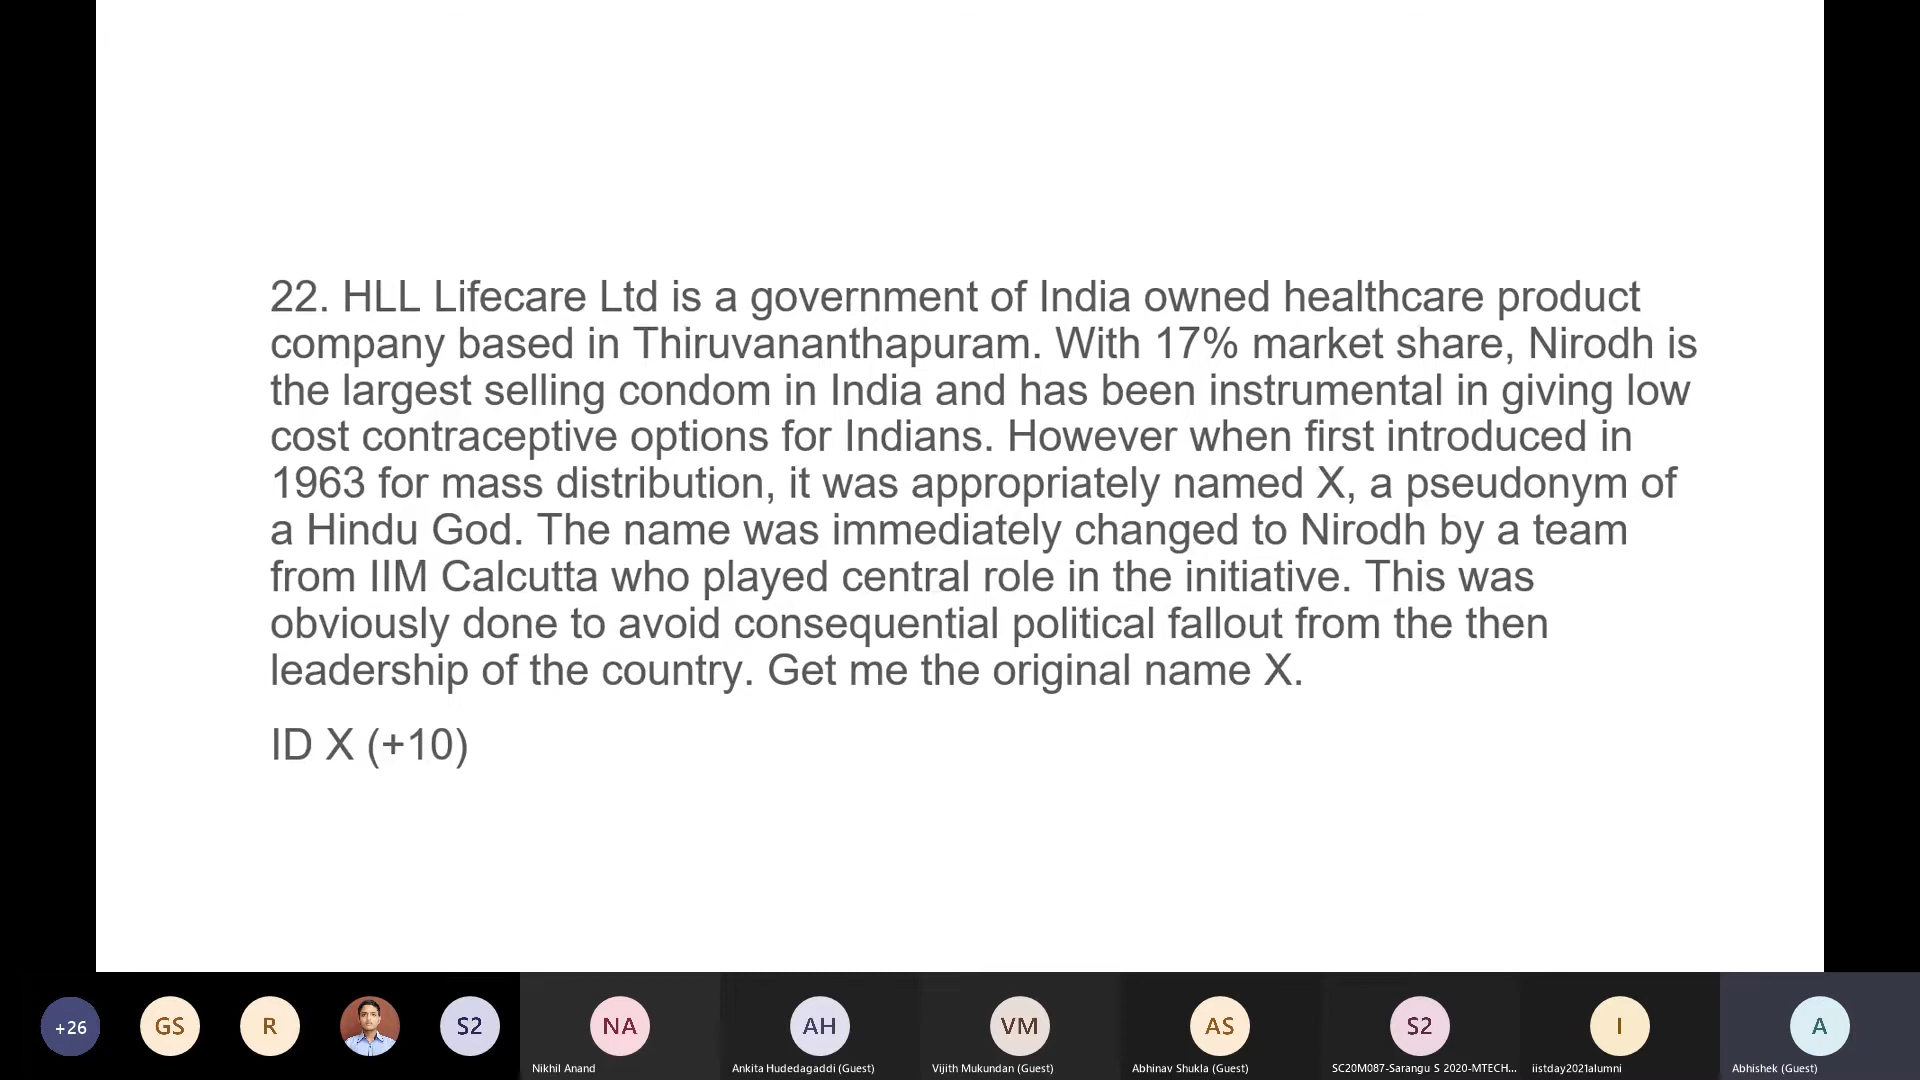 22. HLL Lifecare Ltd is a government of India owned healthcare product
company based in Thiruvananthapuram. With 17% market share, Nirodh is
the largest selling condom in India and has been instrumental in giving low
cost contraceptive options for Indians. However when first introduced in
1963 for mass distribution, it was appropriately named X, a pseudonym of
a Hindu God. The name was immediately changed to Nirodh by a team
from IIM Calcutta who played central role in the initiative. This was
obviously done to avoid consequential political fallout from the then
leadership of the country. Get me the original name X.
ID X (+10)
+26 GS R S2 NA AH VM AS S2 I A
Nikhil Anand Ankita Hudedagaddi (Guest) Vijith Mukundan (Guest) Abhinav Shukla (Guest) SC20M087-Sarangu S 2020-MTECH... iistday2021alumni Abhishek (Guest)